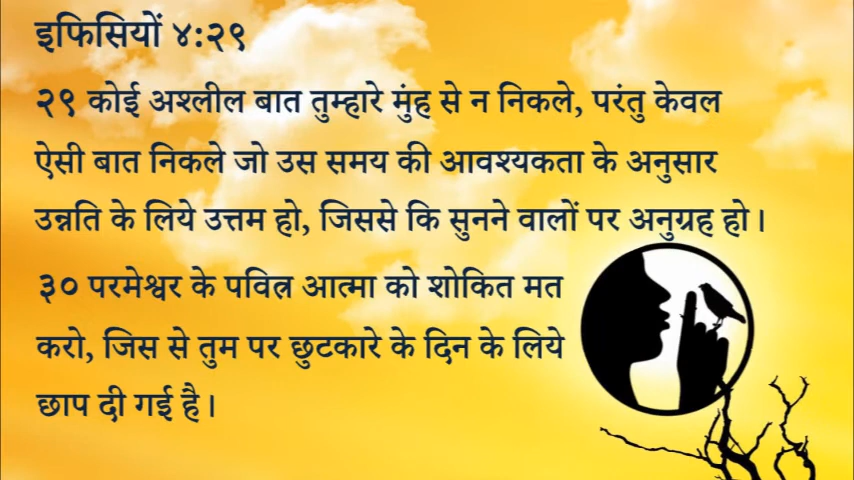 इफिसियों ४:२९
२९ कोई अश्लील बात तुम्हारे मुंह से न निकले, परंतु केवल
ऐसी बात निकले जो उस समय की आवश्यकता के अनुसार
उन्नति के लिये उत्तम हो, जिससे कि सुनने वालों पर अनुग्रह हो।
३० परमेश्वर के पवित्र आत्मा को शोकित मत
करो, जिस से तुम पर छुटकारे के दिन के लिये
छाप दी गई है।